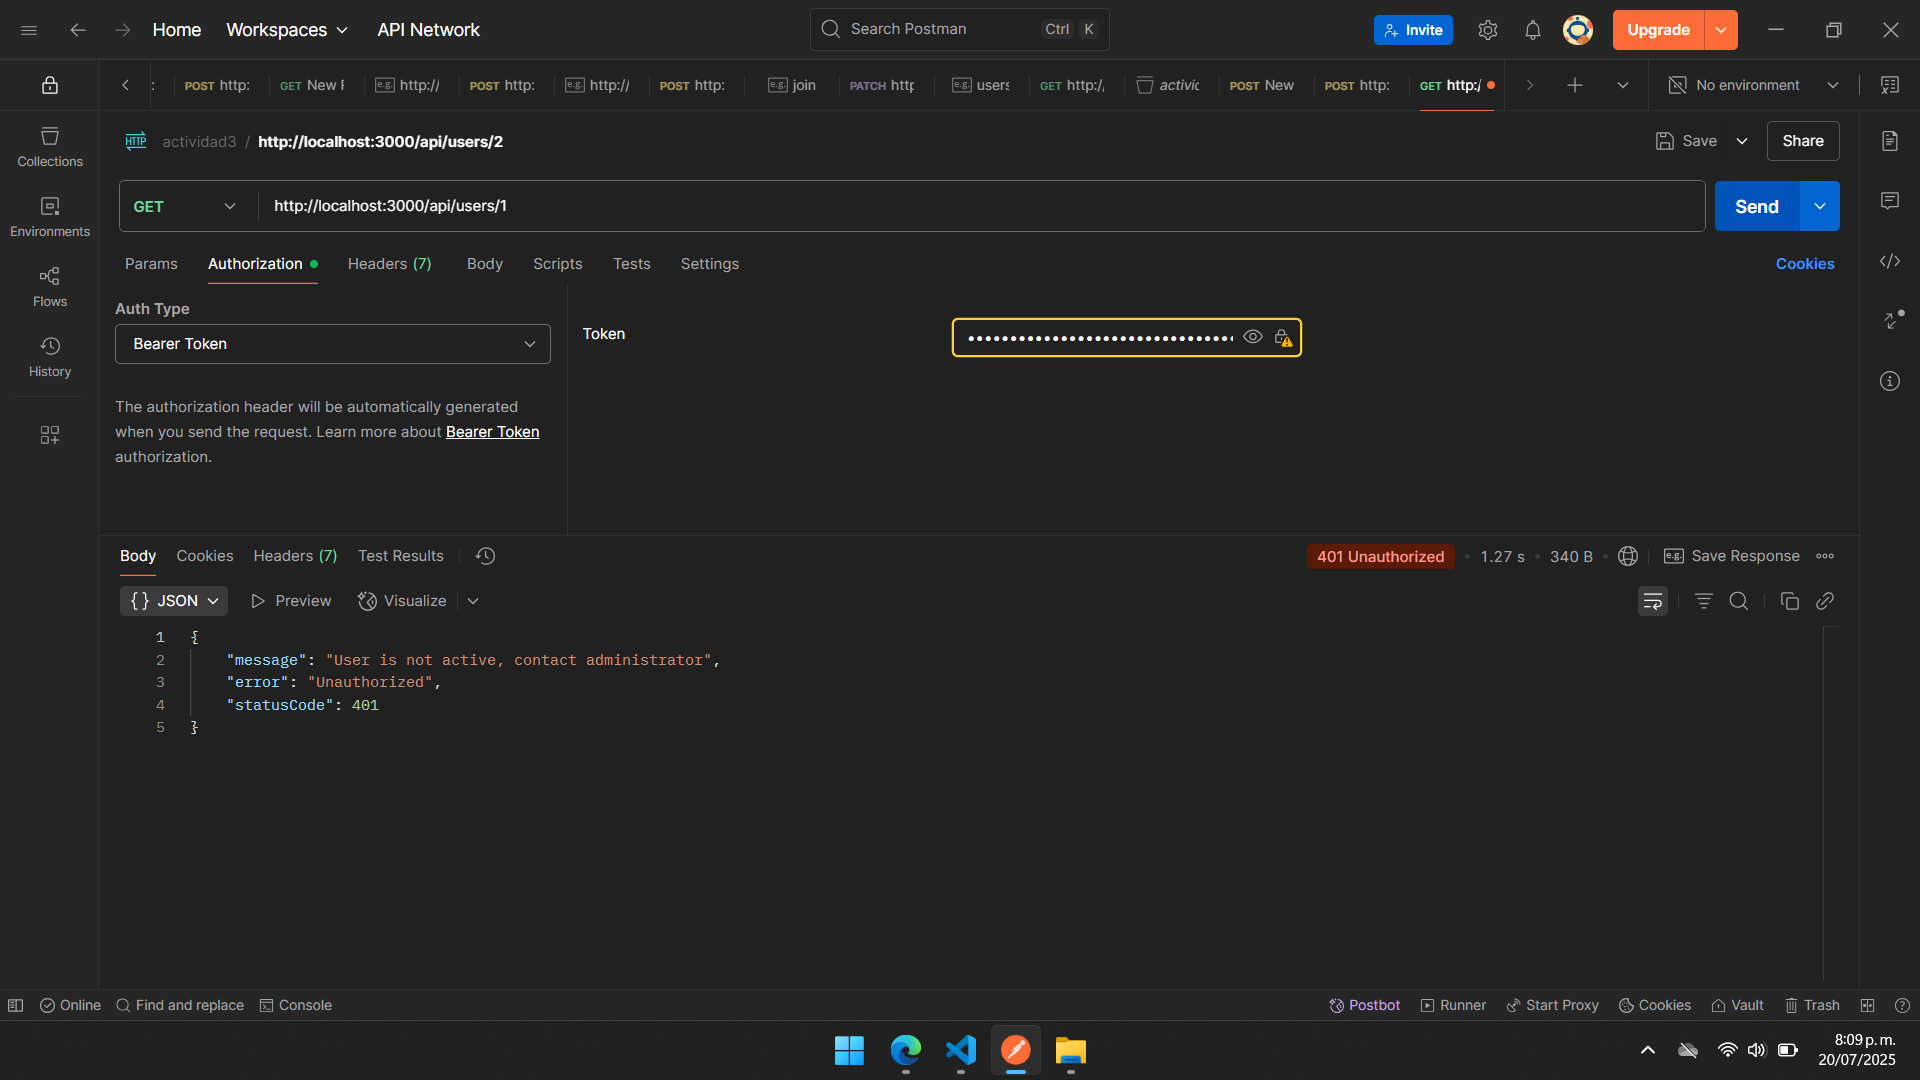 Home Workspaces API Network Search Postman Ctrl K Invite Upgrade
: POST http: GET New F e.g. http:// POST http: e.g. http:// POST http: e.g. join PATCH http e.g. users GET http:/ activic POST New POST http: GET http:/ No environment
HTTP actividad3 / http://localhost:3000/api/users/2 Save Share
GET http://localhost:3000/api/users/1 Send
Params Authorization Headers (7) Body Scripts Tests Settings Cookies
Collections
Environments
Flows
History
Auth Type
Bearer Token
Token
The authorization header will be automatically generated
when you send the request. Learn more about Bearer Token
authorization.
Body Cookies Headers (7) Test Results 401 Unauthorized 1.27 s 340 B e.g. Save Response
{} JSON Preview Visualize
1 {
2 "message": "User is not active, contact administrator",
3 "error": "Unauthorized",
4 "statusCode": 401
5 }
Online Find and replace Console Postbot Runner Start Proxy Cookies Vault Trash
8:09 p. m.
20/07/2025